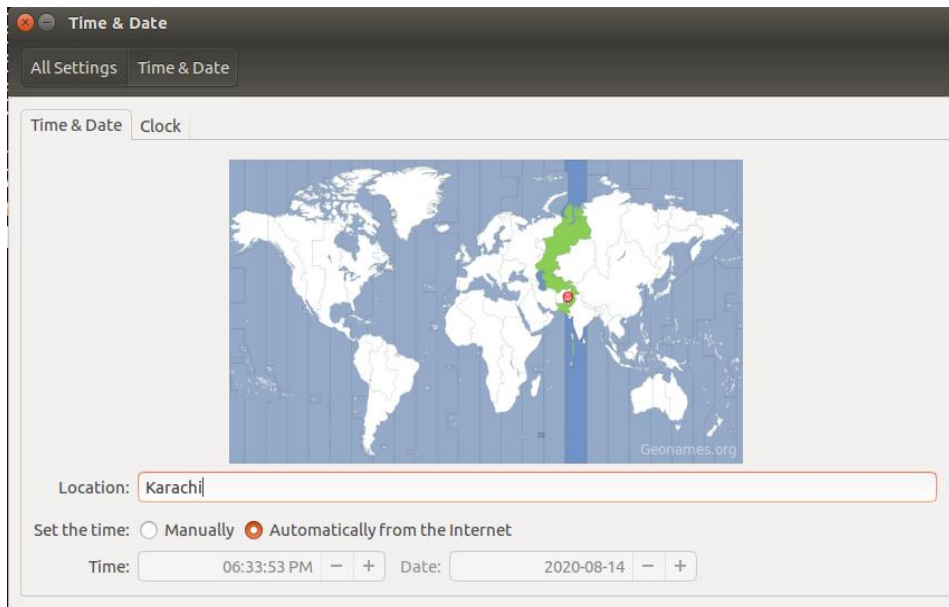 Time & Date
All Settings Time & Date
Time & Date Clock
Geonames.org
Location: Karachi
Set the time: Manually Automatically from the Internet
Time: 06:33:53 PM − + Date: 2020-08-14 − +